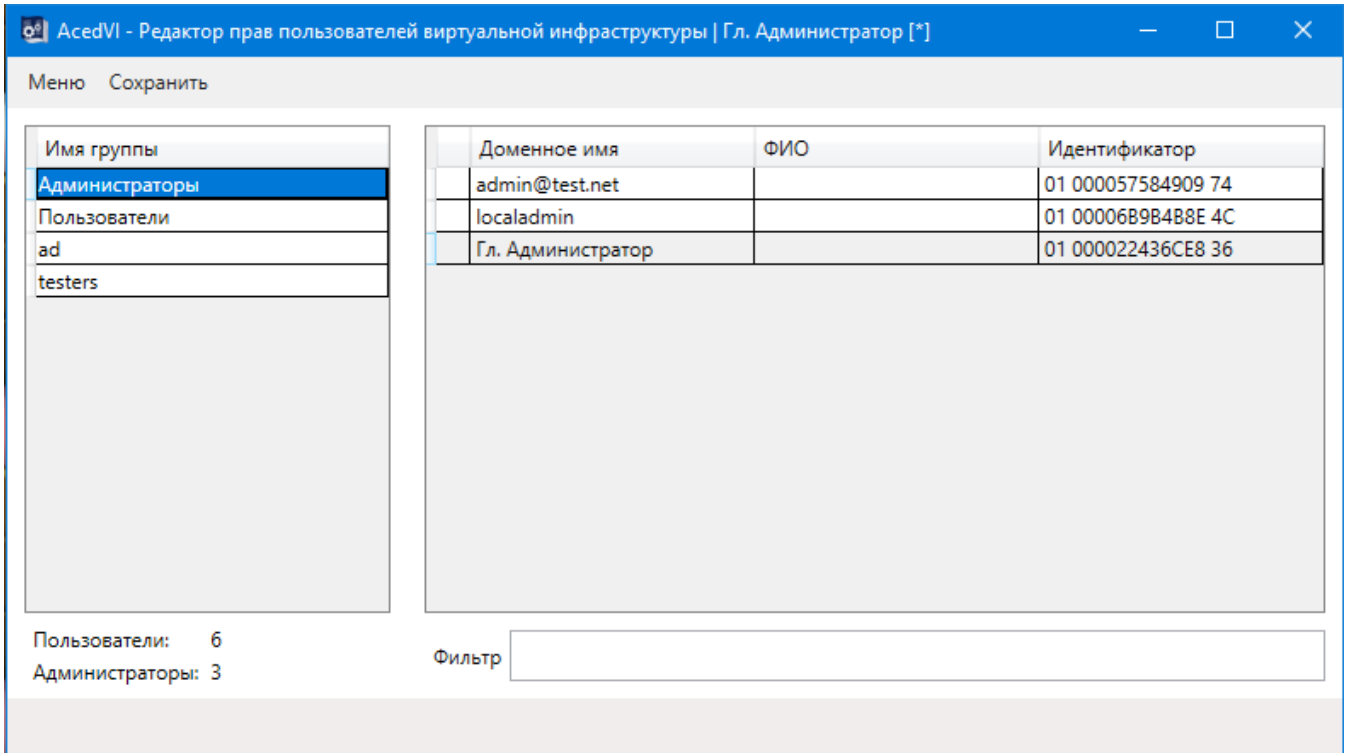 AcedVI - Редактор прав пользователей виртуальной инфраструктуры | Гл. Администратор [*]
Меню Сохранить
Имя группы
Администраторы
Пользователи
ad
testers
Доменное имя ФИО Идентификатор
admin@test.net 01 000057584909 74
localadmin 01 00006B9B4B8E 4C
Гл. Администратор 01 000022436CE8 36
Пользователи: 6
Администраторы: 3
Фильтр